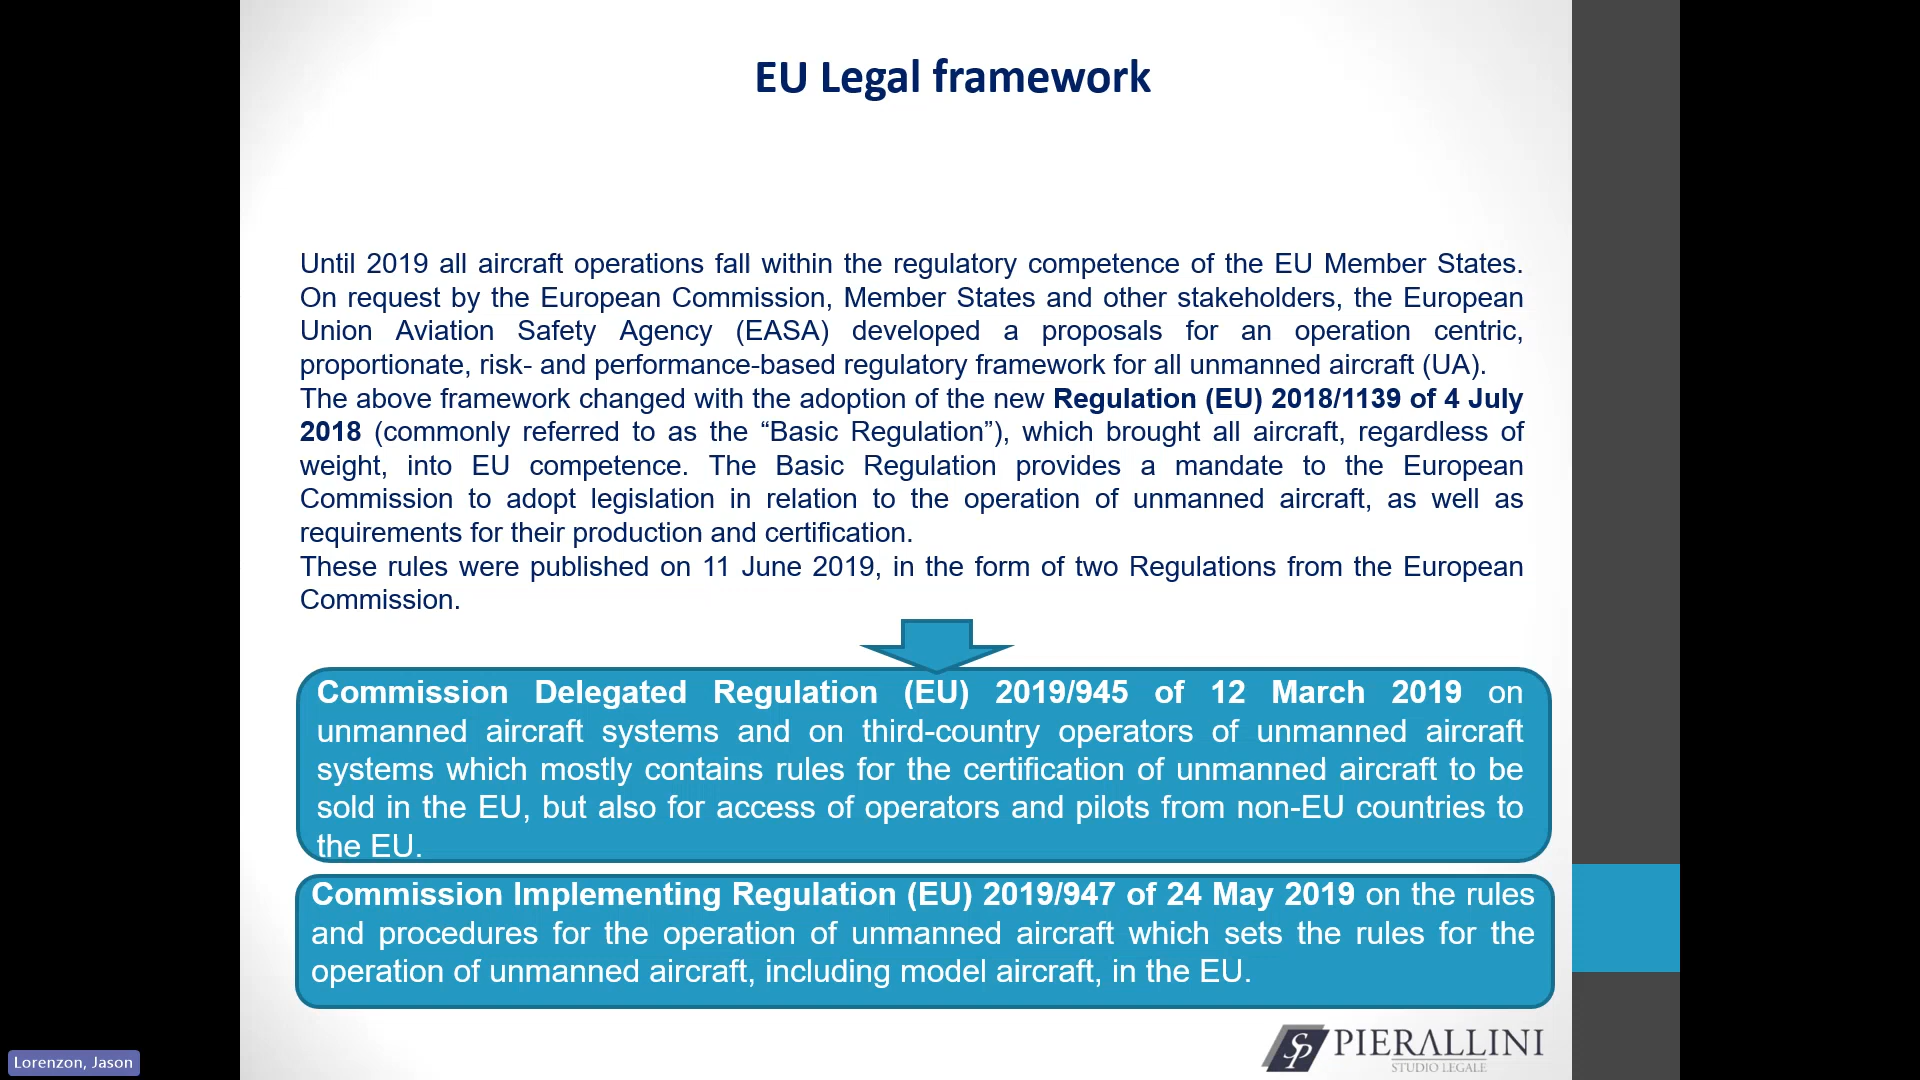 EU Legal framework
Until 2019 all aircraft operations fall within the regulatory competence of the EU Member States.
On request by the European Commission, Member States and other stakeholders, the European
Union Aviation Safety Agency (EASA) developed a proposals for an operation centric,
proportionate, risk- and performance-based regulatory framework for all unmanned aircraft (UA).
The above framework changed with the adoption of the new Regulation (EU) 2018/1139 of 4 July
2018 (commonly referred to as the “Basic Regulation”), which brought all aircraft, regardless of
weight, into EU competence. The Basic Regulation provides a mandate to the European
Commission to adopt legislation in relation to the operation of unmanned aircraft, as well as
requirements for their production and certification.
These rules were published on 11 June 2019, in the form of two Regulations from the European
Commission.
Commission Delegated Regulation (EU) 2019/945 of 12 March 2019 on
unmanned aircraft systems and on third-country operators of unmanned aircraft
systems which mostly contains rules for the certification of unmanned aircraft to be
sold in the EU, but also for access of operators and pilots from non-EU countries to
the EU.
Commission Implementing Regulation (EU) 2019/947 of 24 May 2019 on the rules
and procedures for the operation of unmanned aircraft which sets the rules for the
operation of unmanned aircraft, including model aircraft, in the EU.
SP PIERALLINI
STUDIO LEGALE
Lorenzon, Jason